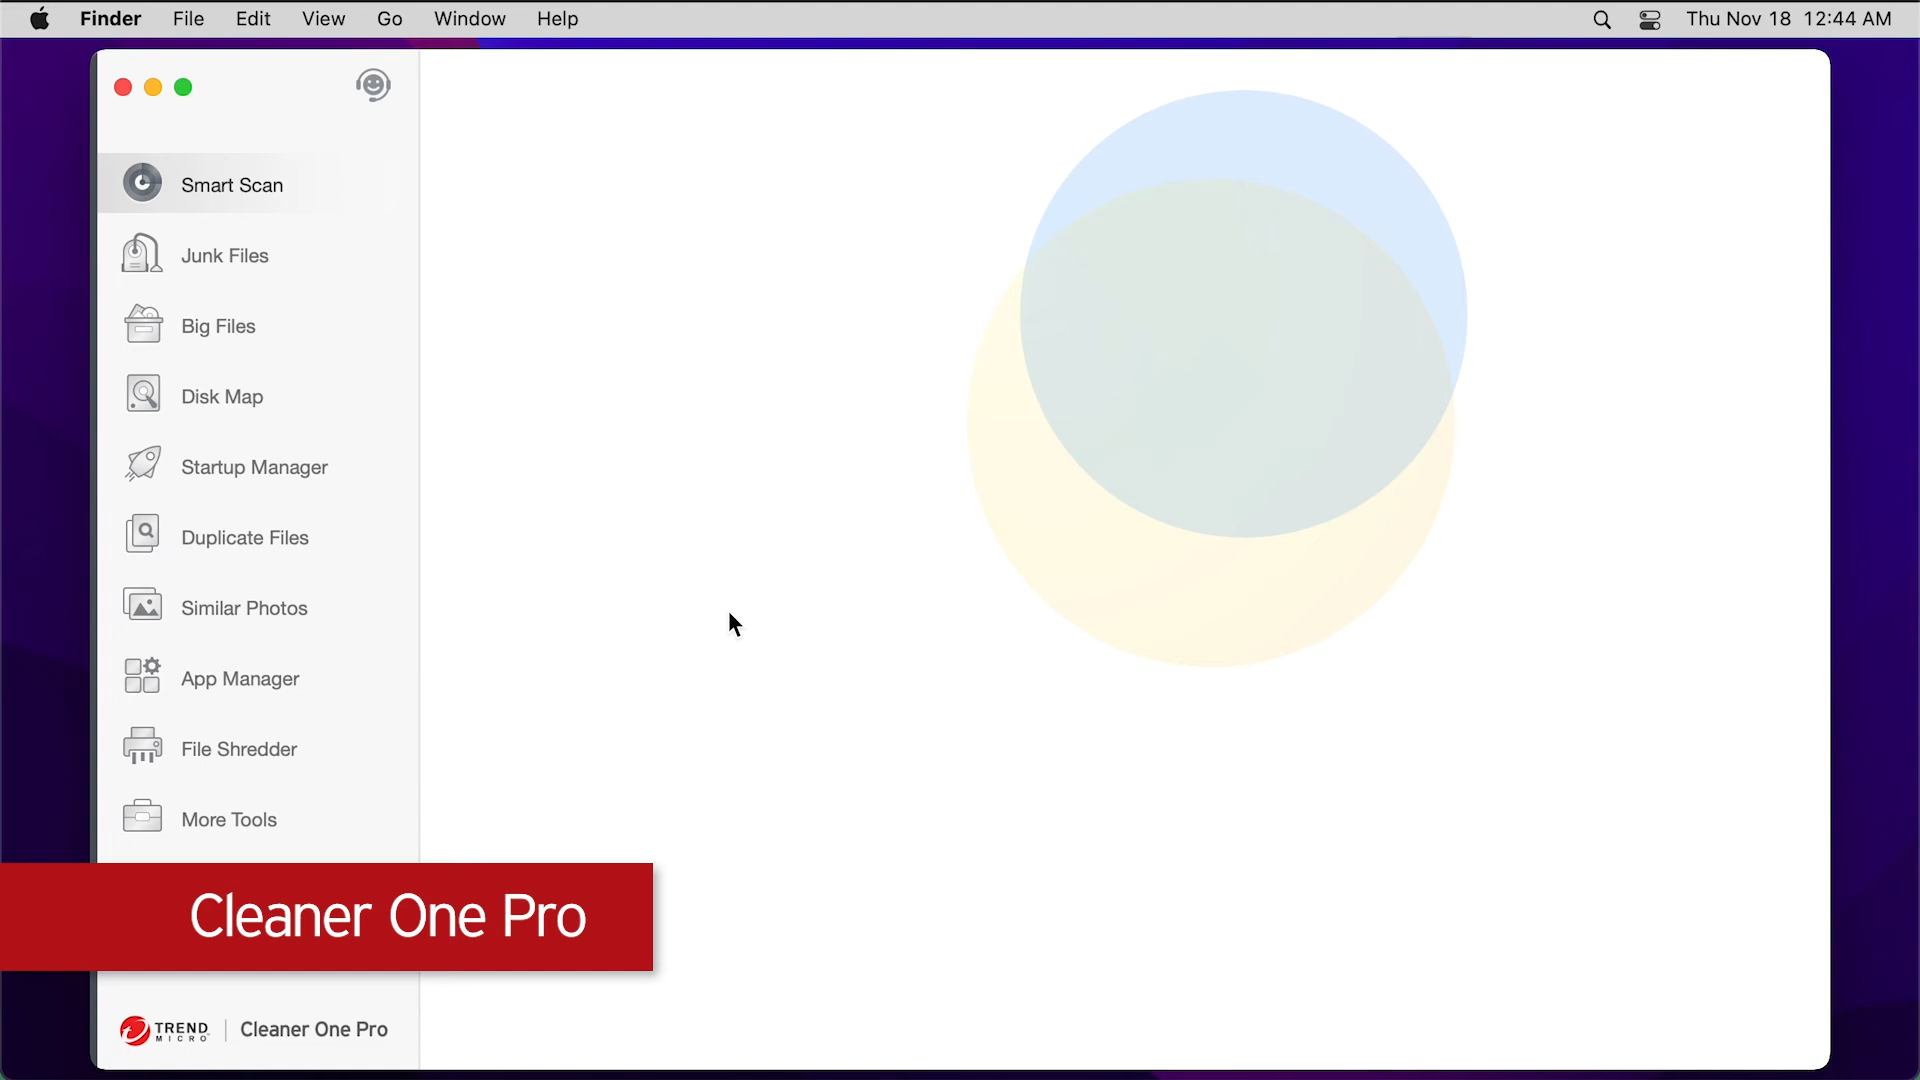 Finder File Edit View Go Window Help Thu Nov 18 12:44 AM
Smart Scan
Junk Files
Big Files
Disk Map
Startup Manager
Duplicate Files
Similar Photos
App Manager
File Shredder
More Tools
Cleaner One Pro
TREND MICRO Cleaner One Pro